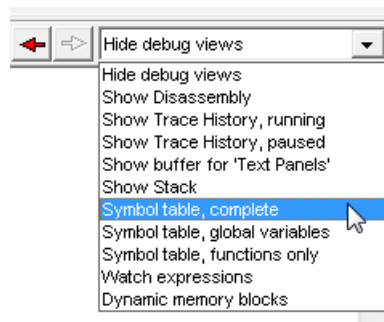 Hide debug views
Hide debug views
Show Disassembly
Show Trace History, running
Show Trace History, paused
Show buffer for 'Text Panels'
Show Stack
Symbol table, complete
Symbol table, global variables
Symbol table, functions only
Watch expressions
Dynamic memory blocks